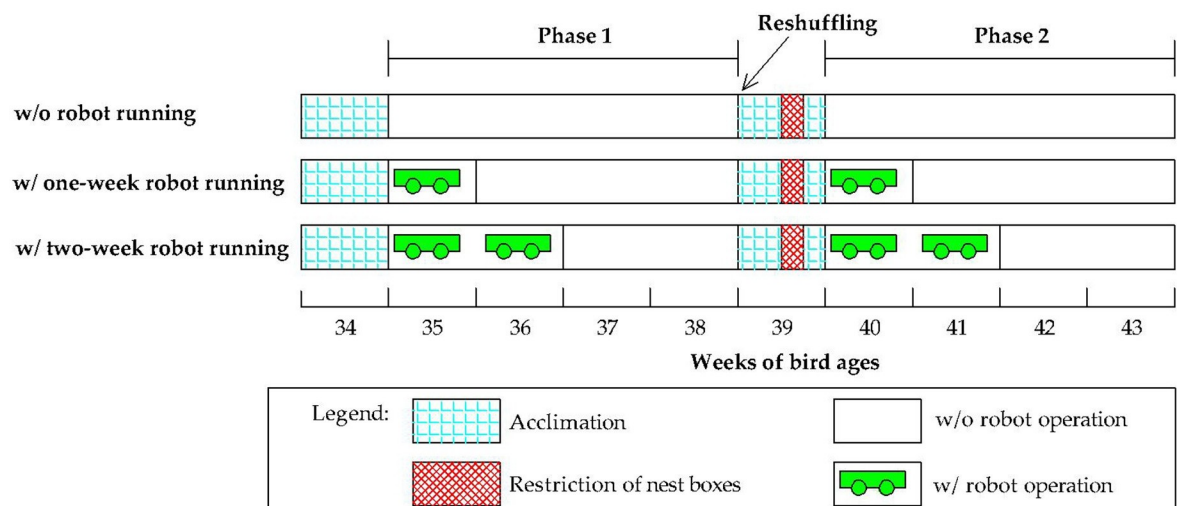 Reshuffling
Phase 1
Phase 2
w/o robot running
w/ one-week robot running
w/ two-week robot running
34 35 36 37 38 39 40 41 42 43
Weeks of bird ages
Legend: Acclimation w/o robot operation
Restriction of nest boxes w/ robot operation